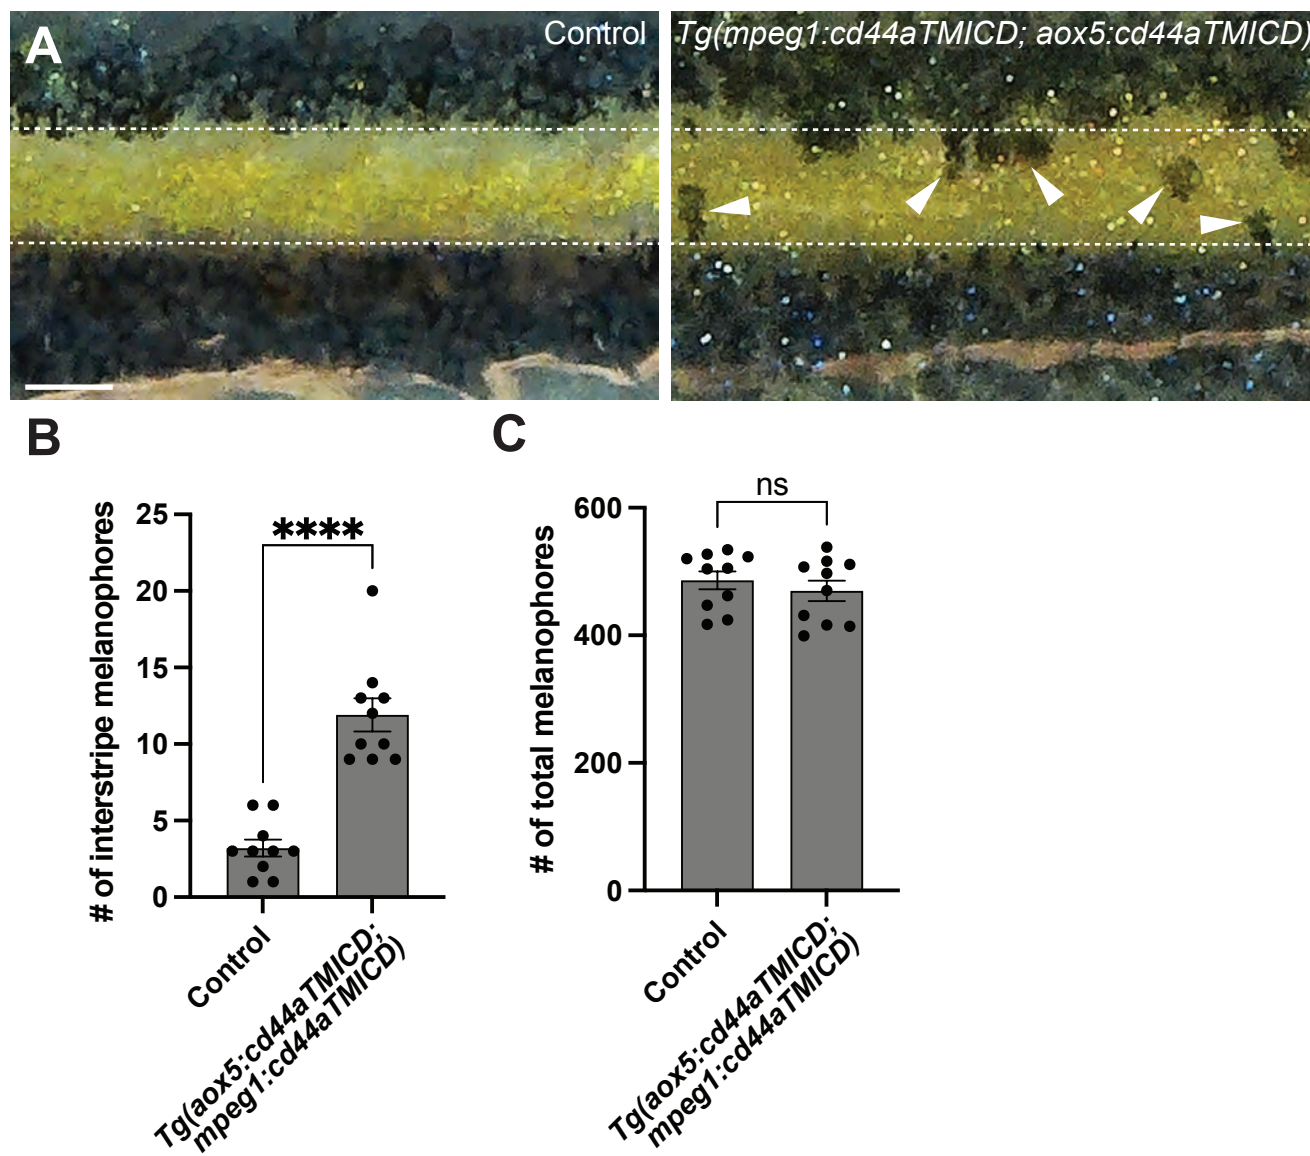 A
Control
Tg(mpeg1:cd44aTMICD; aox5:cd44aTMICD)
B
# of interstripe melanophores
25
20
15
10
5
0
****
Control
Tg(aox5:cd44aTMICD;
mpeg1:cd44aTMICD)
C
# of total melanophores
600
400
200
0
ns
Control
Tg(aox5:cd44aTMICD;
mpeg1:cd44aTMICD)